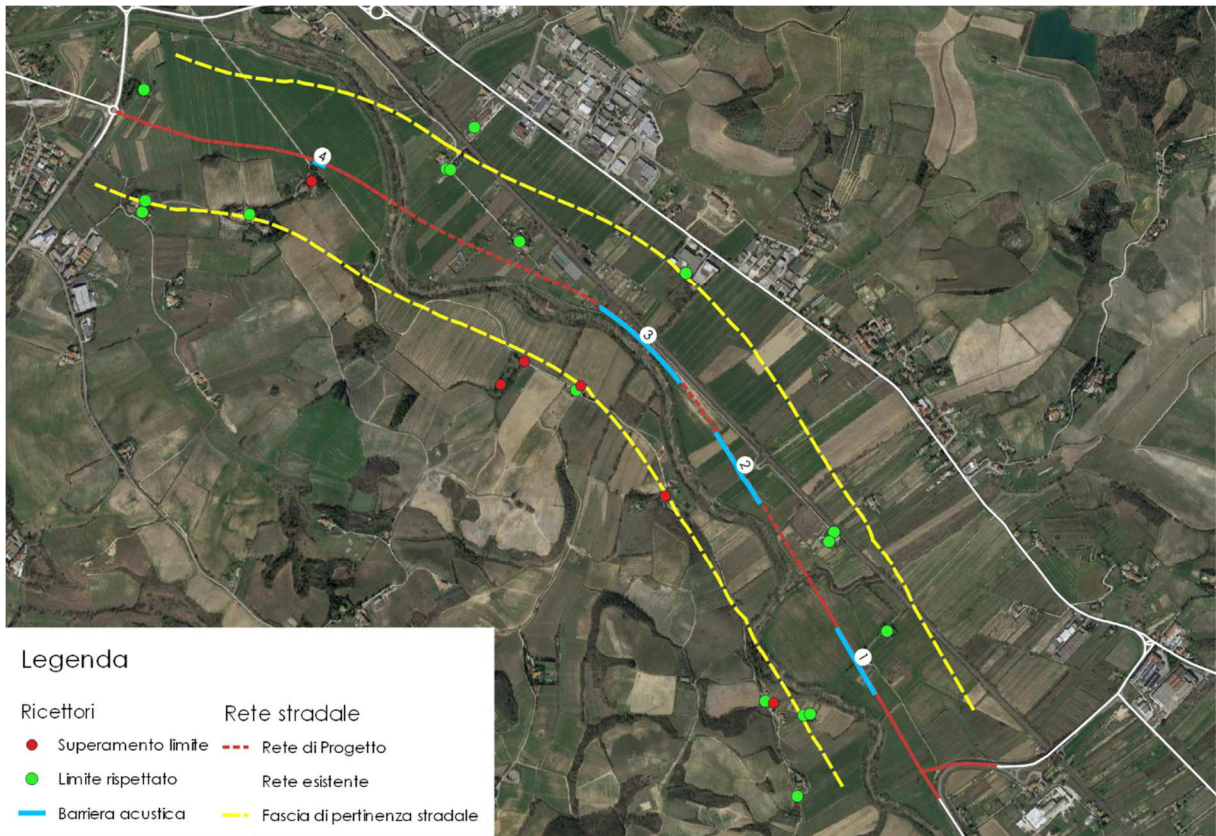 4
3
2
1
Legenda
Ricettori
Superamento limite
Limite rispettato
Barriera acustica
Rete stradale
Rete di Progetto
Rete esistente
Fascia di pertinenza stradale